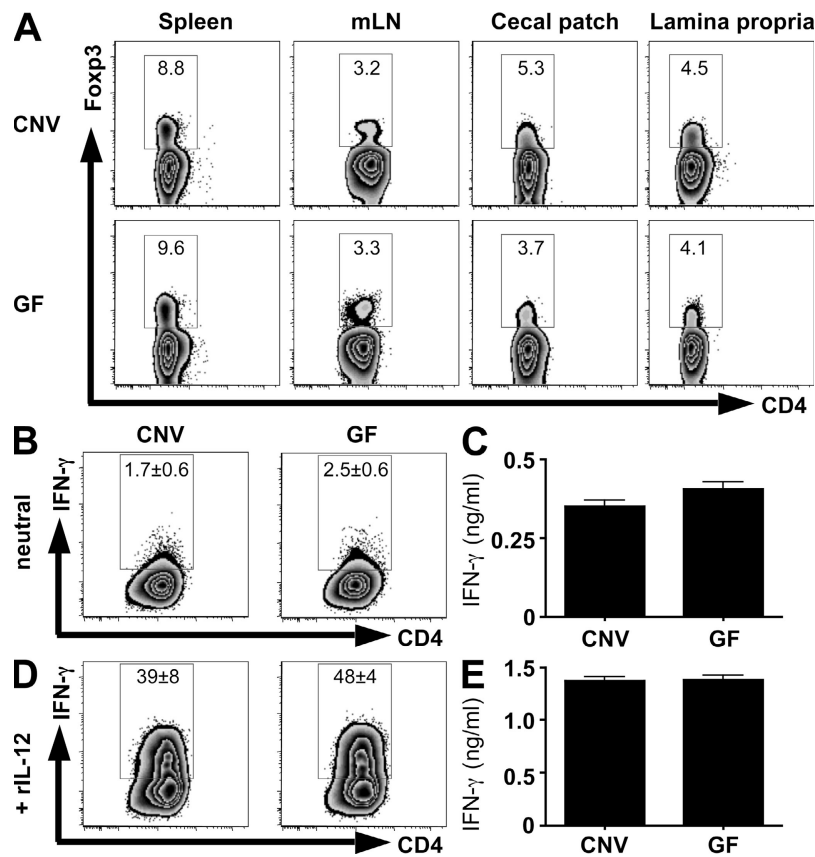 A
Spleen mLN Cecal patch Lamina propria
Foxp3
CNV
8.8 3.2 5.3 4.5
GF
9.6 3.3 3.7 4.1
CD4
B
CNV GF
neutral
IFN-γ
1.7±0.6 2.5±0.6
CD4
C
IFN-γ (ng/ml)
0.5
0.25
0
CNV GF
D
+ rIL-12
IFN-γ
39±8 48±4
CD4
E
IFN-γ (ng/ml)
1.5
1.0
0.5
0
CNV GF